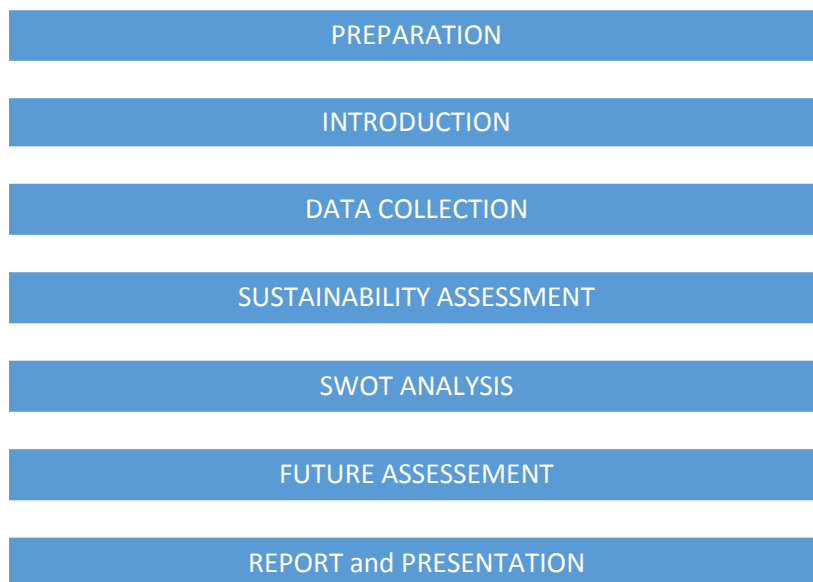 PREPARATION
INTRODUCTION
DATA COLLECTION
SUSTAINABILITY ASSESSMENT
SWOT ANALYSIS
FUTURE ASSESSEMENT
REPORT and PRESENTATION